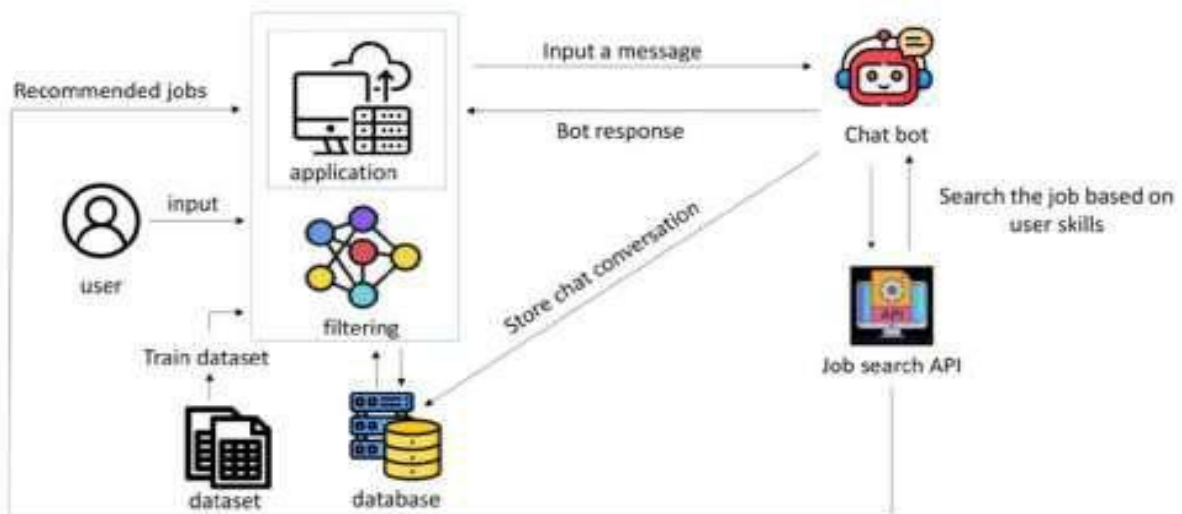 Input a message
Recommended jobs
Bot response
Chat bot
application
input
Search the job based on
user skills
user
Store chat conversation
API
filtering
Train dataset
Job search API
dataset
database